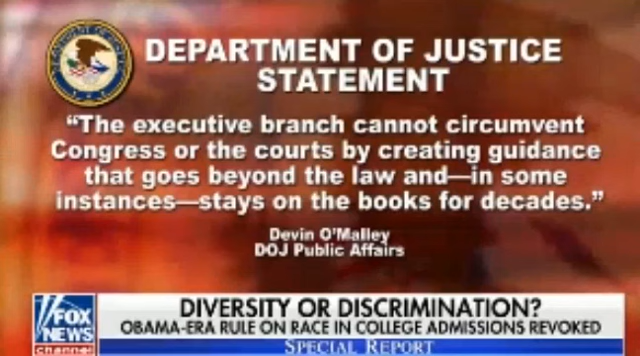 DEPARTMENT OF JUSTICE
STATEMENT
“The executive branch cannot circumvent
Congress or the courts by creating guidance
that goes beyond the law and—in some
instances—stays on the books for decades.”
Devin O’Malley
DOJ Public Affairs
FOX
NEWS
channel
DIVERSITY OR DISCRIMINATION?
OBAMA-ERA RULE ON RACE IN COLLEGE ADMISSIONS REVOKED
SPECIAL REPORT